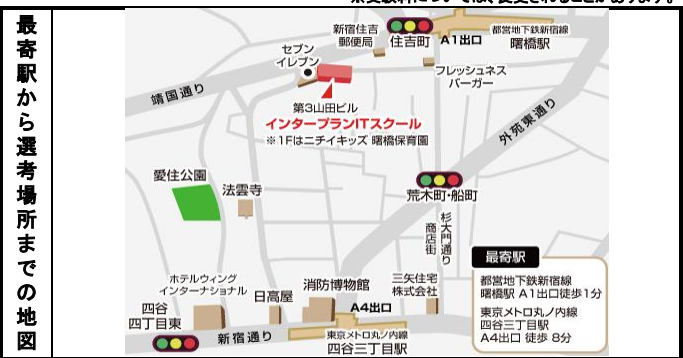 最寄駅から選考場所までの地図
新宿住吉
郵便局
住吉町
A1出口
都営地下鉄新宿線
曙橋駅
セブン
イレブン
フレッシュネス
バーガー
靖国通り
第3山田ビル
インタープランITスクール
※1Fはニチイキッズ 曙橋保育園
外苑東通り
愛住公園
法雲寺
荒木町・船町
杉大門通り
商店街
最寄駅
都営地下鉄新宿線
曙橋駅 A1出口徒歩1分
東京メトロ丸ノ内線
四谷三丁目駅
A4出口 徒歩 8分
ホテルウィング
インターナショナル
日高屋
消防博物館
A4出口
三矢住宅
株式会社
四谷
四丁目東
新宿通り
東京メトロ丸ノ内線
四谷三丁目駅